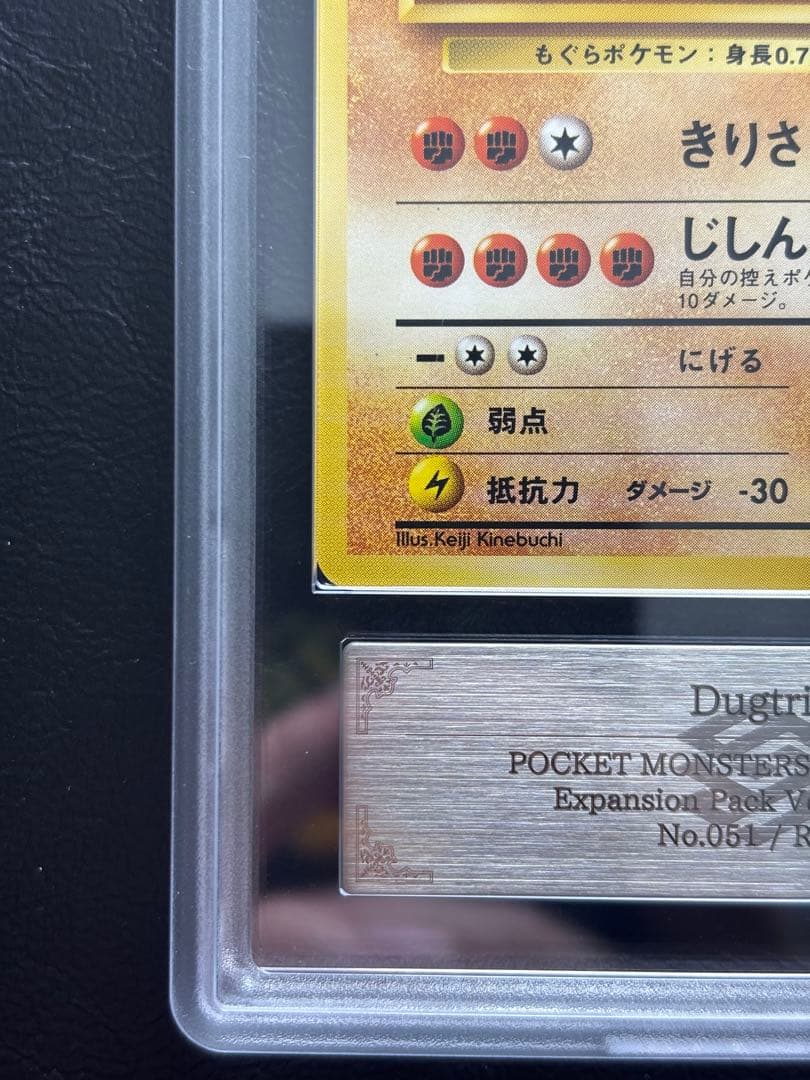 もぐらポケモン：身長0.7
きりさ
じしん
自分の控えポケ
10ダメージ。
にげる
弱点
抵抗力 ダメージ -30
Illus.Keiji Kinebuchi
Dugtri
POCKET MONSTERS
Expansion Pack V
No.051 / R